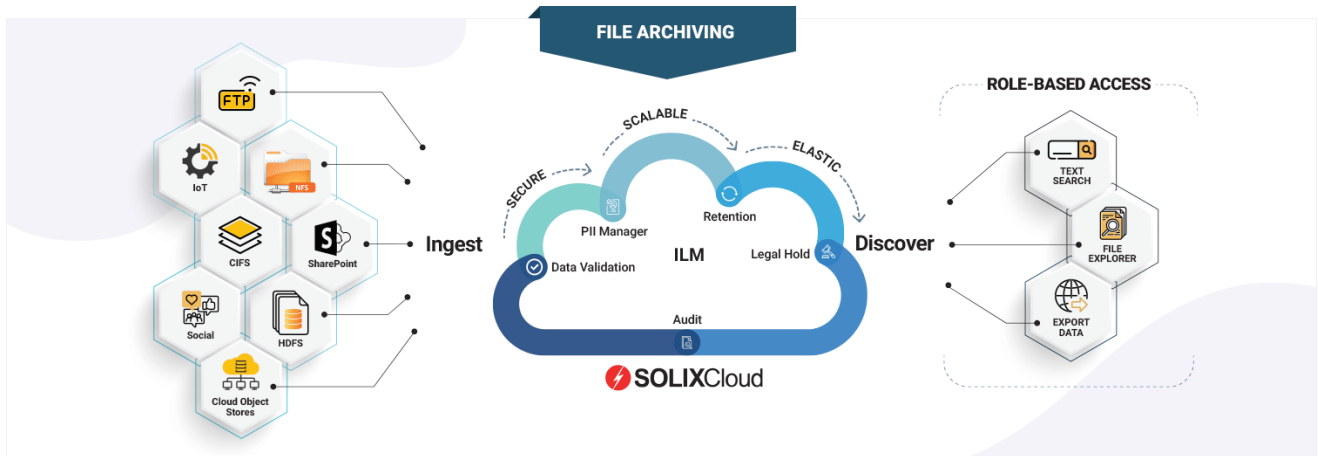 FILE ARCHIVING
FTP
IoT
NFS
CIFS
SharePoint
Social
HDFS
Cloud Object
Stores
Ingest
SECURE
SCALABLE
ELASTIC
PII Manager
Retention
Data Validation
ILM
Legal Hold
Audit
SOLIXCloud
Discover
ROLE-BASED ACCESS
TEXT
SEARCH
FILE
EXPLORER
EXPORT
DATA